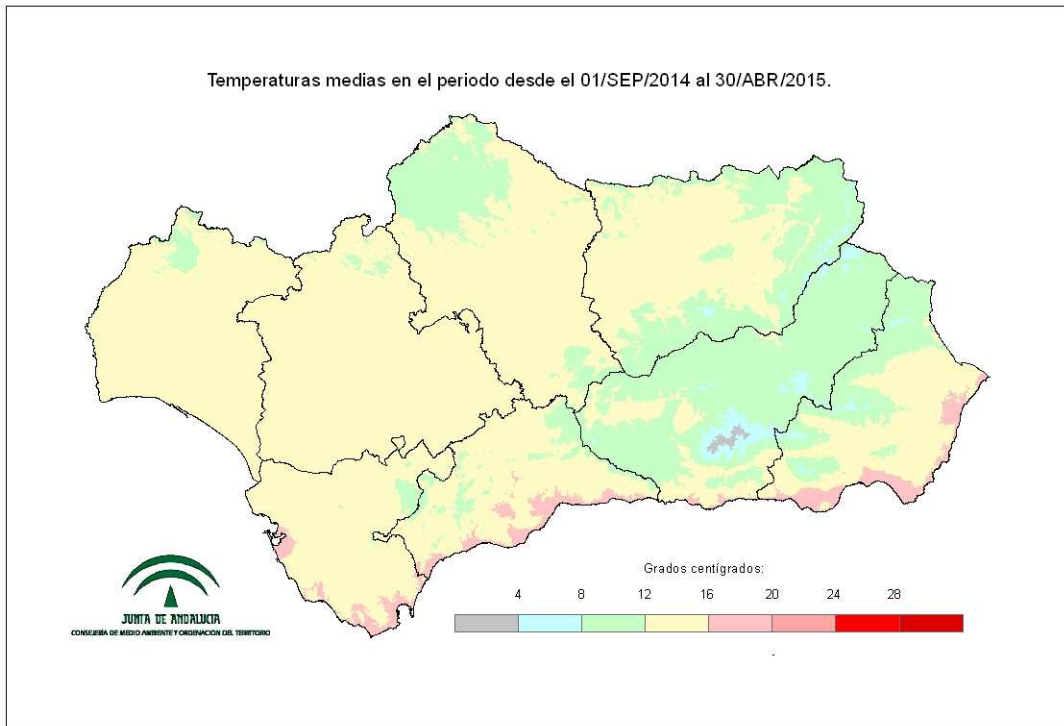 Temperaturas medias en el periodo desde el 01/SEP/2014 al 30/ABR/2015.
Grados centígrados:
4 8 12 16 20 24 28
JUNTA DE ANDALUCIA
CONSEJERÍA DE MEDIO AMBIENTE Y ORDENACIÓN DEL TERRITORIO